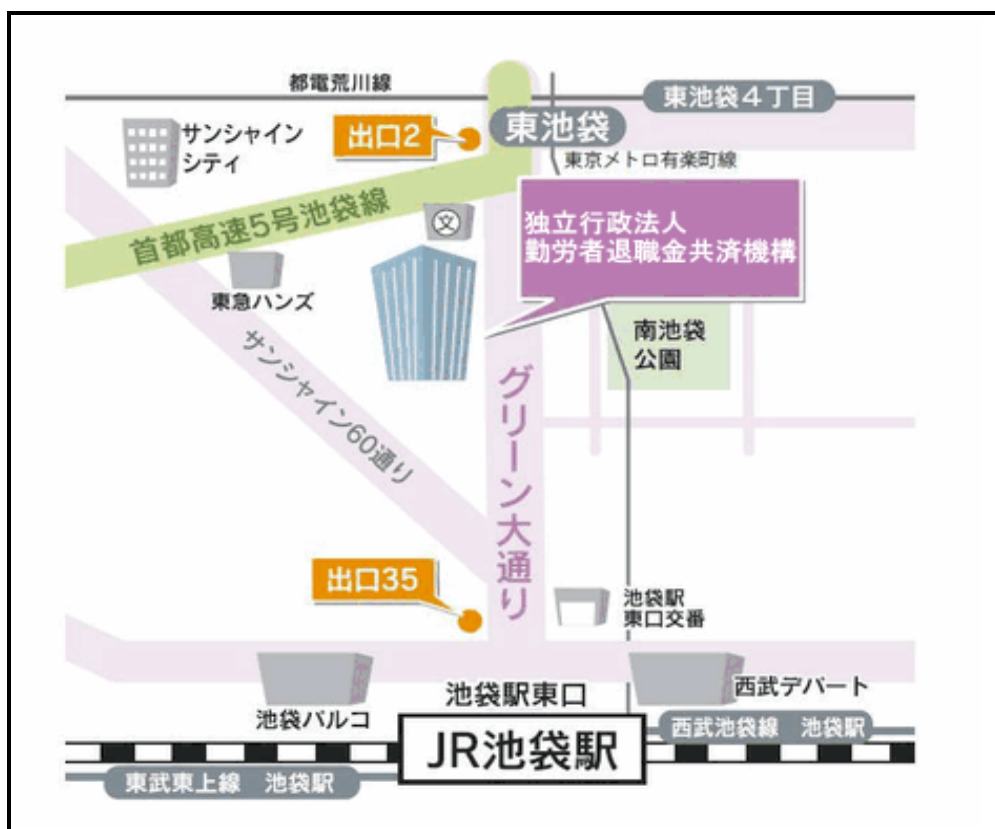 都電荒川線
東池袋4丁目
サンシャイン
シティ
出口2
東池袋
東京メトロ有楽町線
首都高速5号池袋線
文
独立行政法人
勤労者退職金共済機構
東急ハンズ
南池袋
公園
サンシャイン60通り
グリーン大通り
出口35
池袋駅
東口交番
池袋パルコ
池袋駅東口
西武デパート
JR池袋駅
西武池袋線 池袋駅
東武東上線 池袋駅